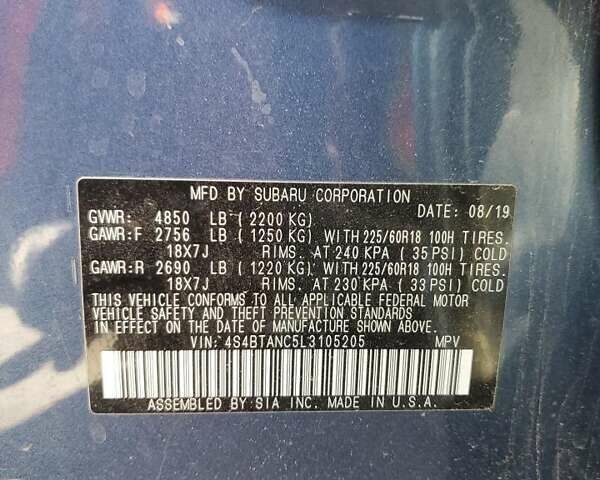 MFD BY SUBARU CORPORATION
DATE: 08/19
GVWR: 4850 LB (2200 KG)
GAWR:F 2756 LB (1250 KG) WITH 225/60R18 100H TIRES.
18X7J RIMS. AT 240 KPA (35 PSI) COLD
GAWR:R 2690 LB (1220 KG) WITH 225/60R18 100H TIRES.
18X7J RIMS. AT 230 KPA (33 PSI) COLD
THIS VEHICLE CONFORMS TO ALL APPLICABLE FEDERAL MOTOR
VEHICLE SAFETY AND THEFT PREVENTION STANDARDS
IN EFFECT ON THE DATE OF MANUFACTURE SHOWN ABOVE.
VIN: 4S4BTANC5L3105205 MPV
ASSEMBLED BY SIA INC. MADE IN U.S.A.